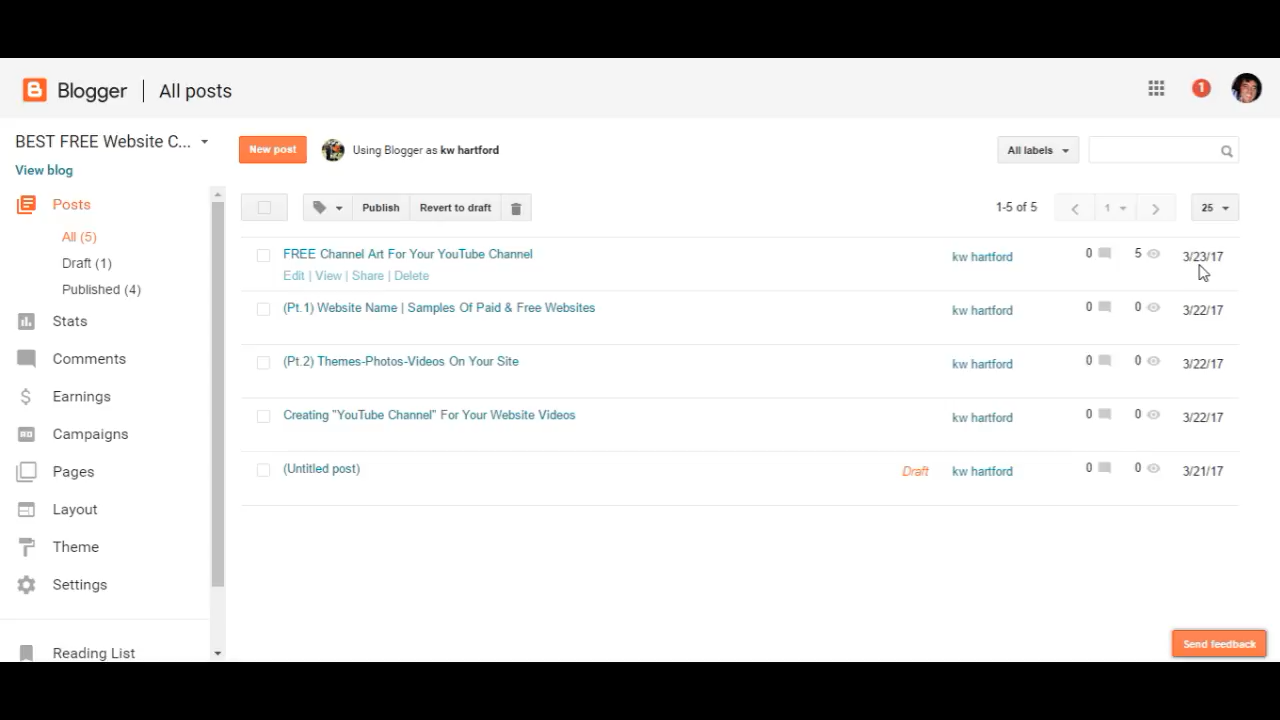 Blogger | All posts
1
BEST FREE Website C...
View blog
New post
Using Blogger as kw hartford
All labels
Posts
All (5)
Draft (1)
Published (4)
Stats
Comments
Earnings
Campaigns
Pages
Layout
Theme
Settings
Reading List
Publish
Revert to draft
1-5 of 5
1
25
FREE Channel Art For Your YouTube Channel kw hartford 0 5 3/23/17
Edit | View | Share | Delete
(Pt.1) Website Name | Samples Of Paid & Free Websites kw hartford 0 0 3/22/17
(Pt.2) Themes-Photos-Videos On Your Site kw hartford 0 0 3/22/17
Creating "YouTube Channel" For Your Website Videos kw hartford 0 0 3/22/17
(Untitled post) Draft kw hartford 0 0 3/21/17
Send feedback